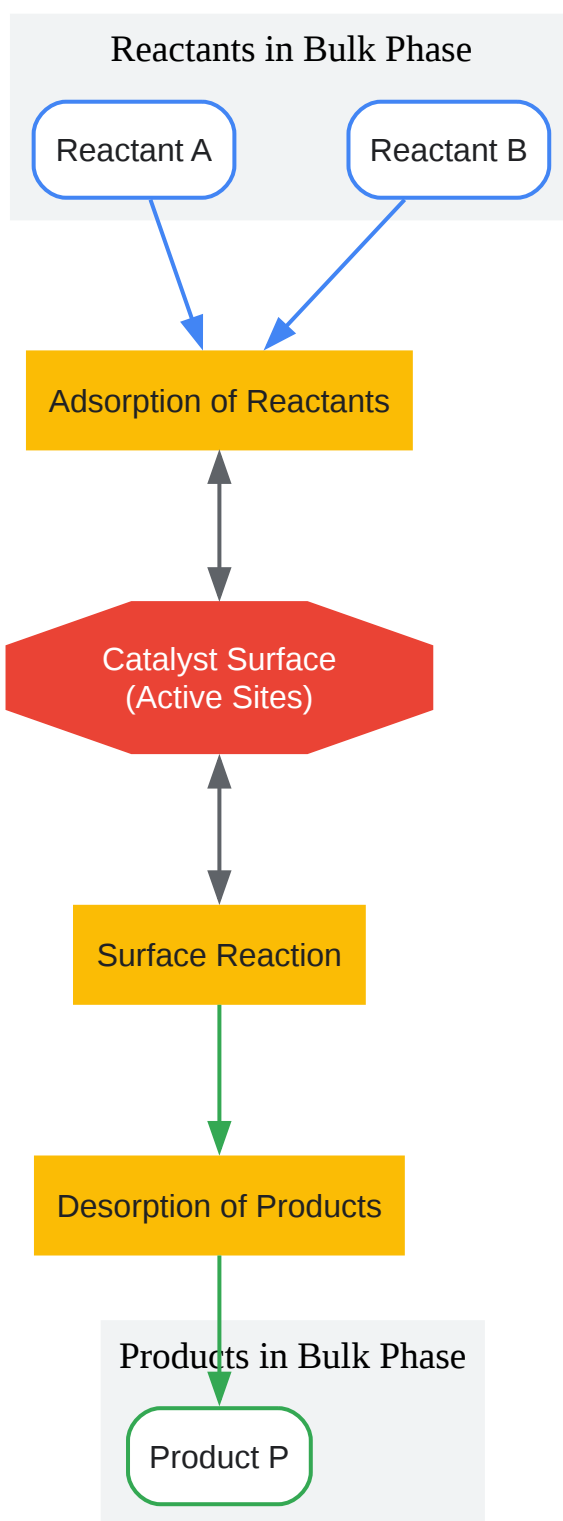 Reactants in Bulk Phase
Reactant A
Reactant B
Adsorption of Reactants
Catalyst Surface
(Active Sites)
Surface Reaction
Desorption of Products
Products in Bulk Phase
Product P